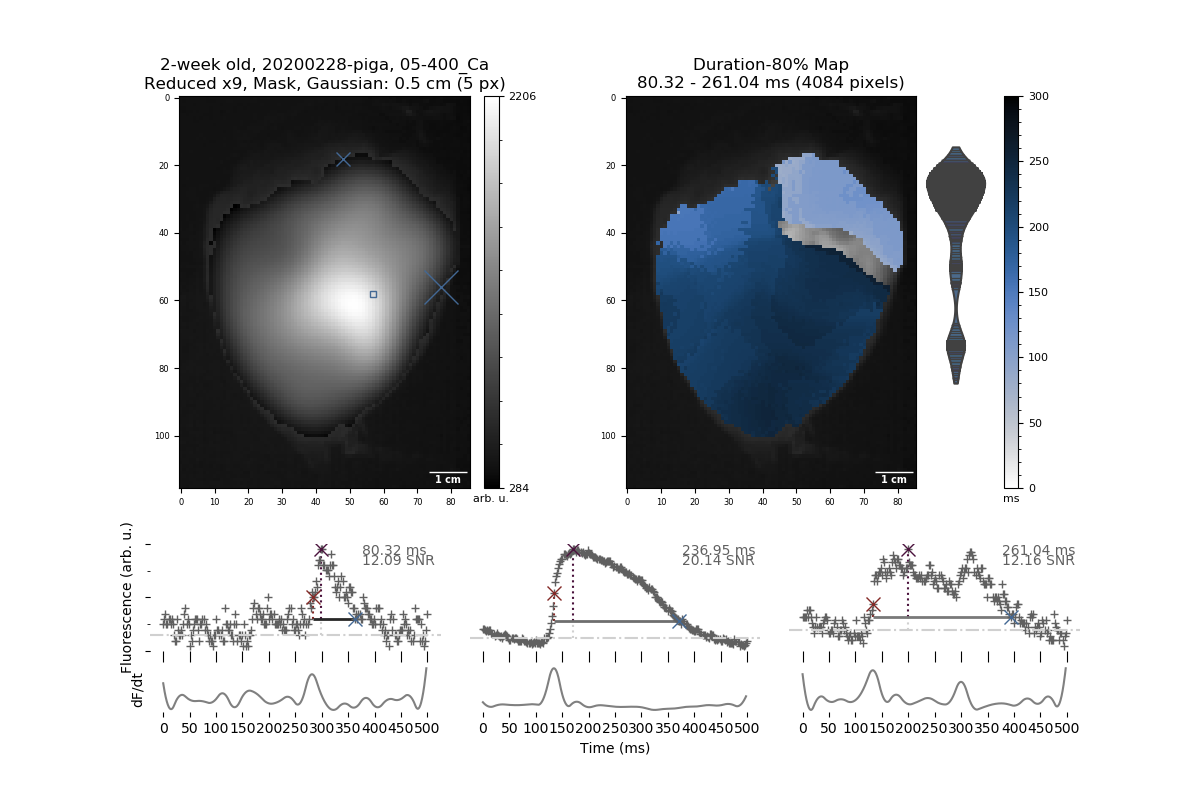 2-week old, 20200228-piga, 05-400_Ca
Reduced x9, Mask, Gaussian: 0.5 cm (5 px)
Duration-80% Map
80.32 - 261.04 ms (4084 pixels)
0
20
40
60
80
100
0 10 20 30 40 50 60 70 80
1 cm
2206
284
arb. u.
0
20
40
60
80
100
0 10 20 30 40 50 60 70 80
1 cm
300
250
200
150
100
50
0
ms
Fluorescence (arb. u.)
80.32 ms
12.09 SNR
236.95 ms
20.14 SNR
261.04 ms
12.16 SNR
dF/dt
0 50 100 150 200 250 300 350 400 450 500
0 50 100 150 200 250 300 350 400 450 500
0 50 100 150 200 250 300 350 400 450 500
Time (ms)